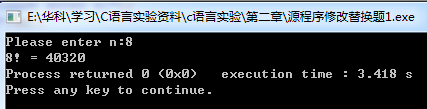 E:\华科\学习\C语言实验资料\c语言实验\第二章\源程序修改替换题1.exe
Please enter n:8
8! = 40320
Process returned 0 (0x0)   execution time : 3.418 s
Press any key to continue.